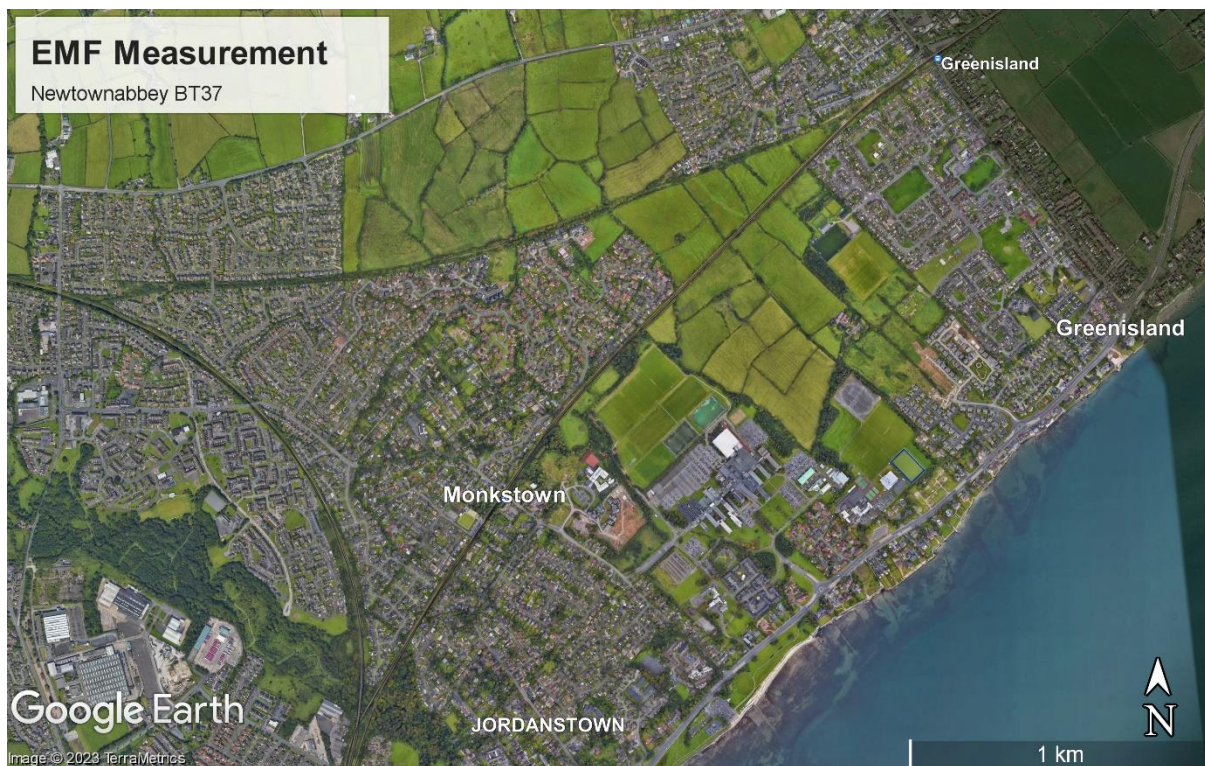 EMF Measurement
Newtownabbey BT37
Greenisland
Greenisland
Monkstown
JORDANSTOWN
Google Earth
N
Image © 2023 TerraMetrics
1 km